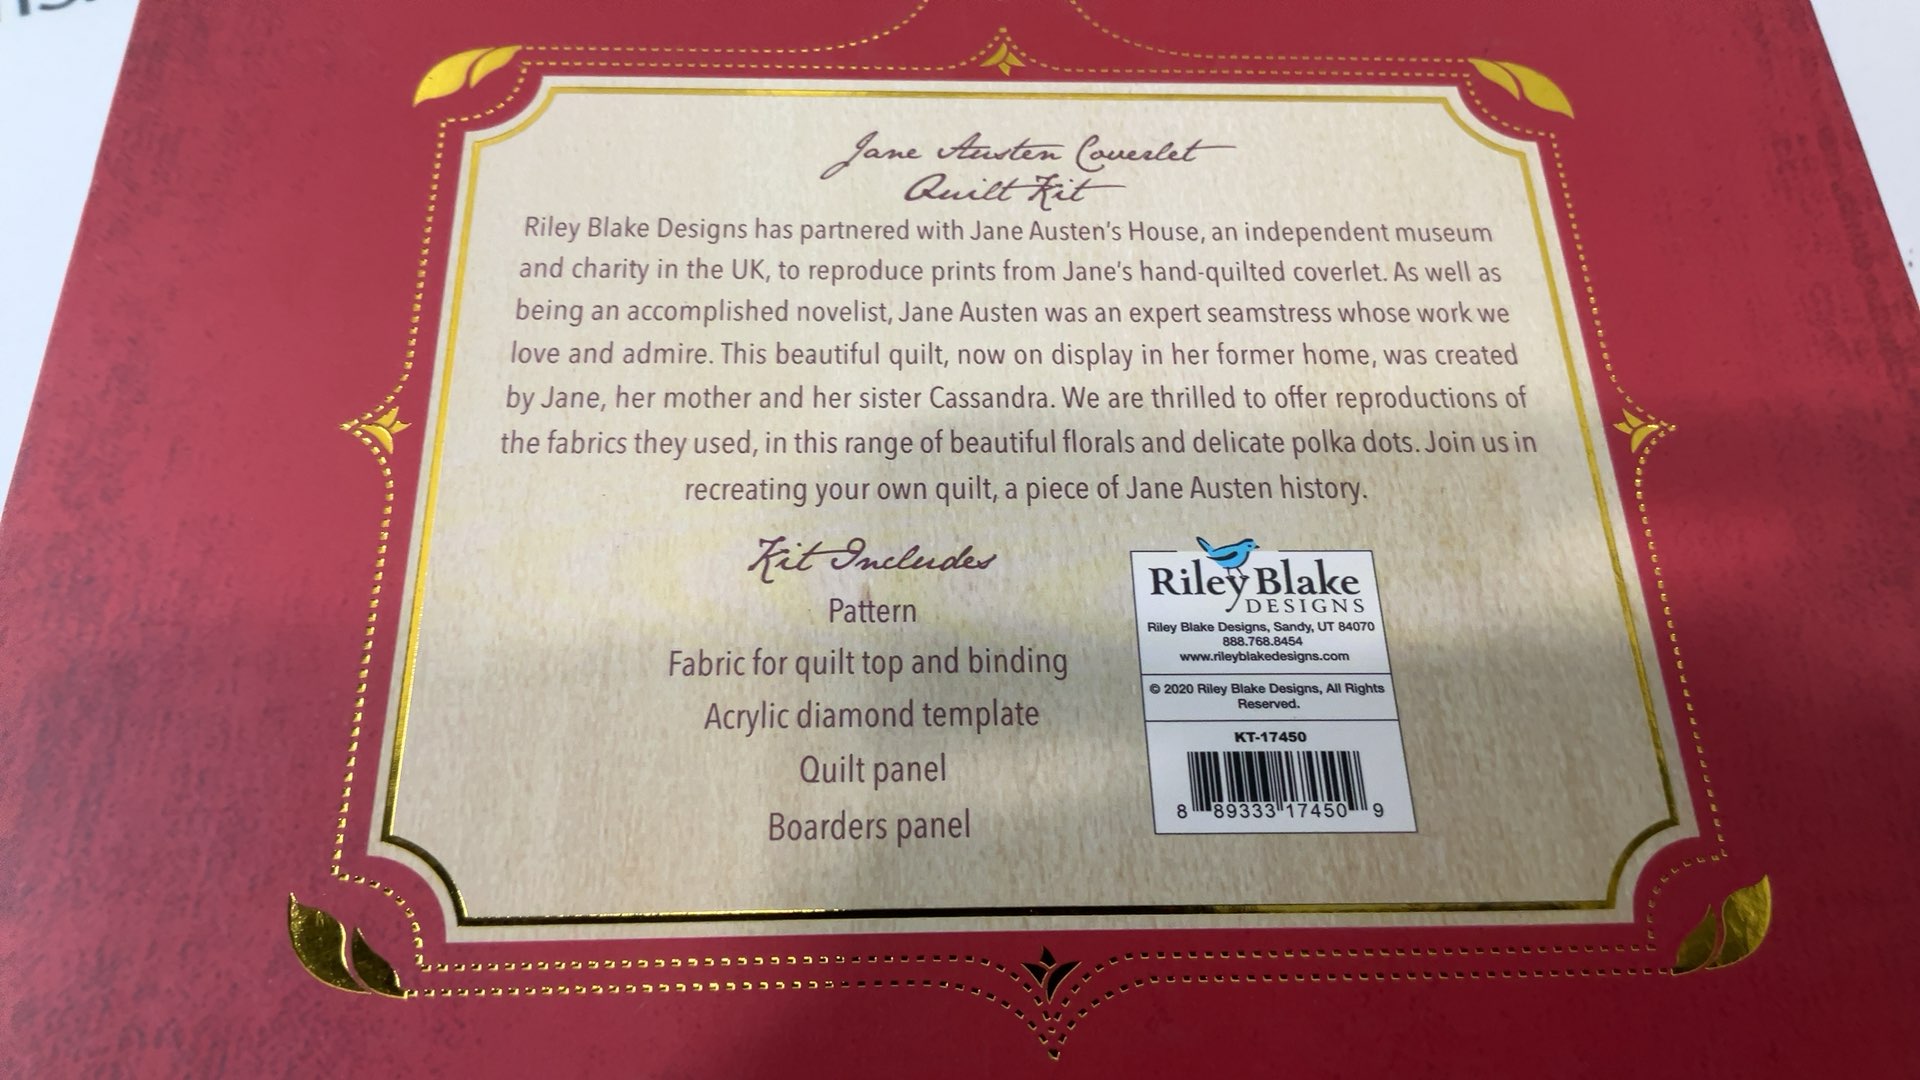 Jane Austen Coverlet
Quilt Kit
Riley Blake Designs has partnered with Jane Austen's House, an independent museum
and charity in the UK, to reproduce prints from Jane's hand-quilted coverlet. As well as
being an accomplished novelist, Jane Austen was an expert seamstress whose work we
love and admire. This beautiful quilt, now on display in her former home, was created
by Jane, her mother and her sister Cassandra. We are thrilled to offer reproductions of
the fabrics they used, in this range of beautiful florals and delicate polka dots. Join us in
recreating your own quilt, a piece of Jane Austen history.
Kit Includes
Pattern
Fabric for quilt top and binding
Acrylic diamond template
Quilt panel
Boarders panel
Riley Blake
DESIGNS
Riley Blake Designs, Sandy, UT 84070
888.768.8454
www.rileyblakedesigns.com
© 2020 Riley Blake Designs, All Rights
Reserved.
KT-17450
8 89333 17450 9